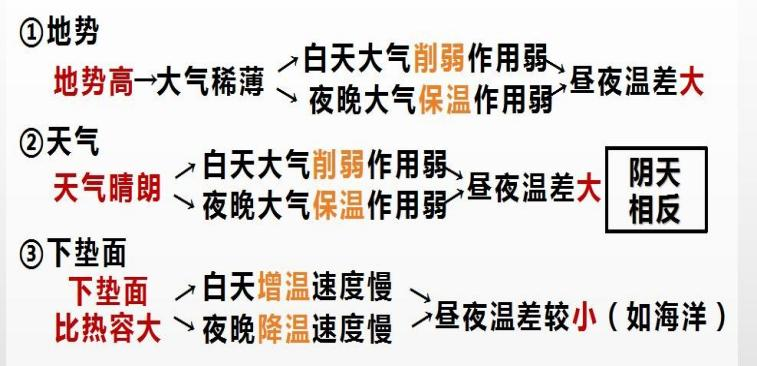 ①地势
地势高→大气稀薄
↗白天大气削弱作用弱↘
↘夜晚大气保温作用弱↗
昼夜温差大
②天气
天气晴朗
↗白天大气削弱作用弱↘
↘夜晚大气保温作用弱↗
昼夜温差大
阴天
相反
③下垫面
下垫面
比热容大
↗白天增温速度慢↘
↘夜晚降温速度慢↗
昼夜温差较小（如海洋）